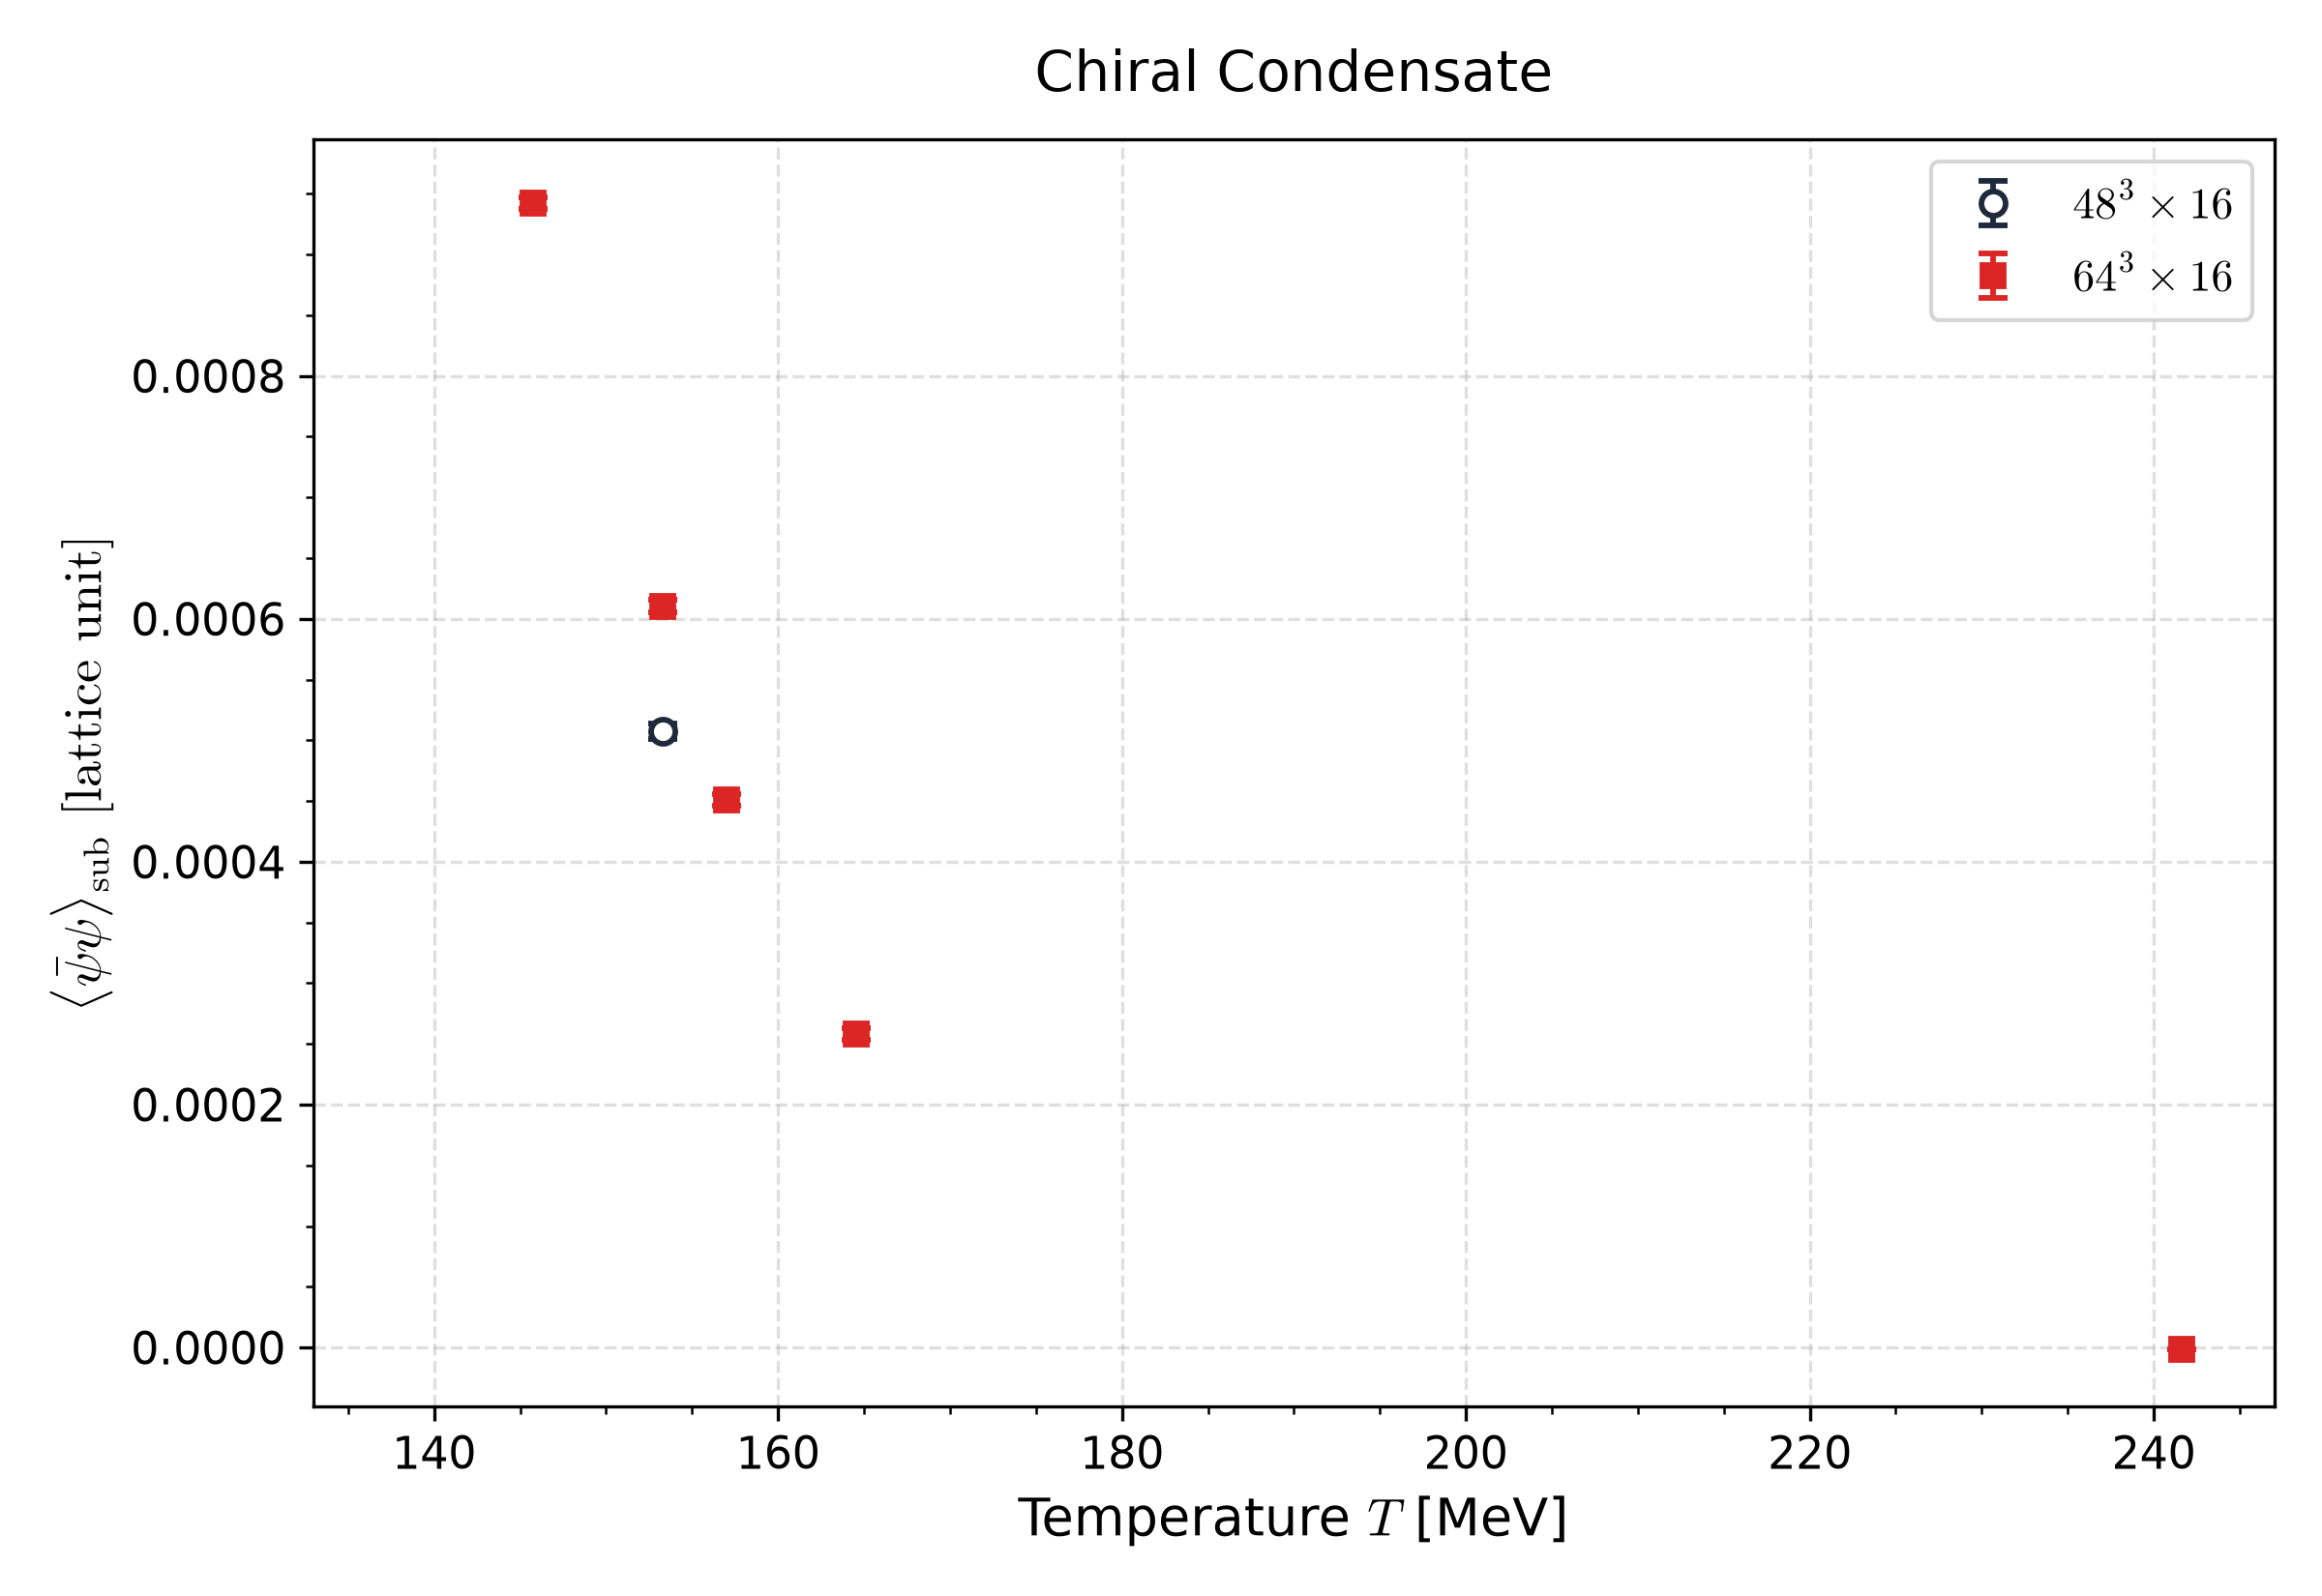 Chiral Condensate
48³ × 16
64³ × 16
⟨ψ̄ψ⟩sub [lattice unit]
0.0008
0.0006
0.0004
0.0002
0.0000
140 160 180 200 220 240
Temperature T [MeV]